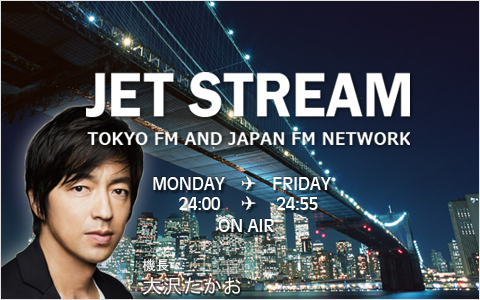 JET STREAM
TOKYO FM AND JAPAN FM NETWORK
MONDAY ✈ FRIDAY
24:00 ✈ 24:55
ON AIR
機長
大沢たかお